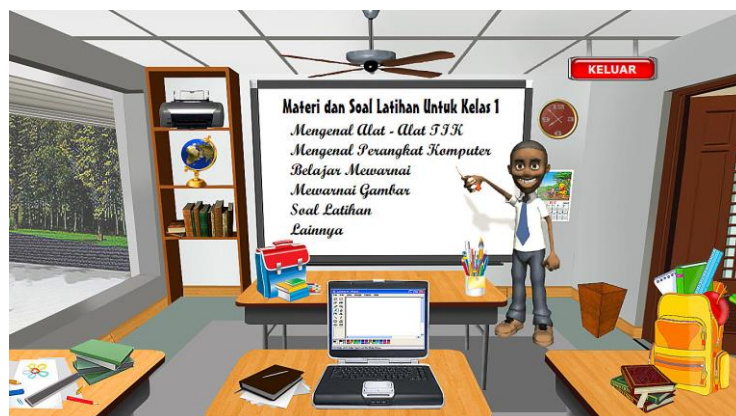 KELUAR
Materi dan Soal Latihan Untuk Kelas 1
Mengenal Alat - Alat TIK
Mengenal Perangkat Komputer
Belajar Mewarnai
Mewarnai Gambar
Soal Latihan
Lainnya